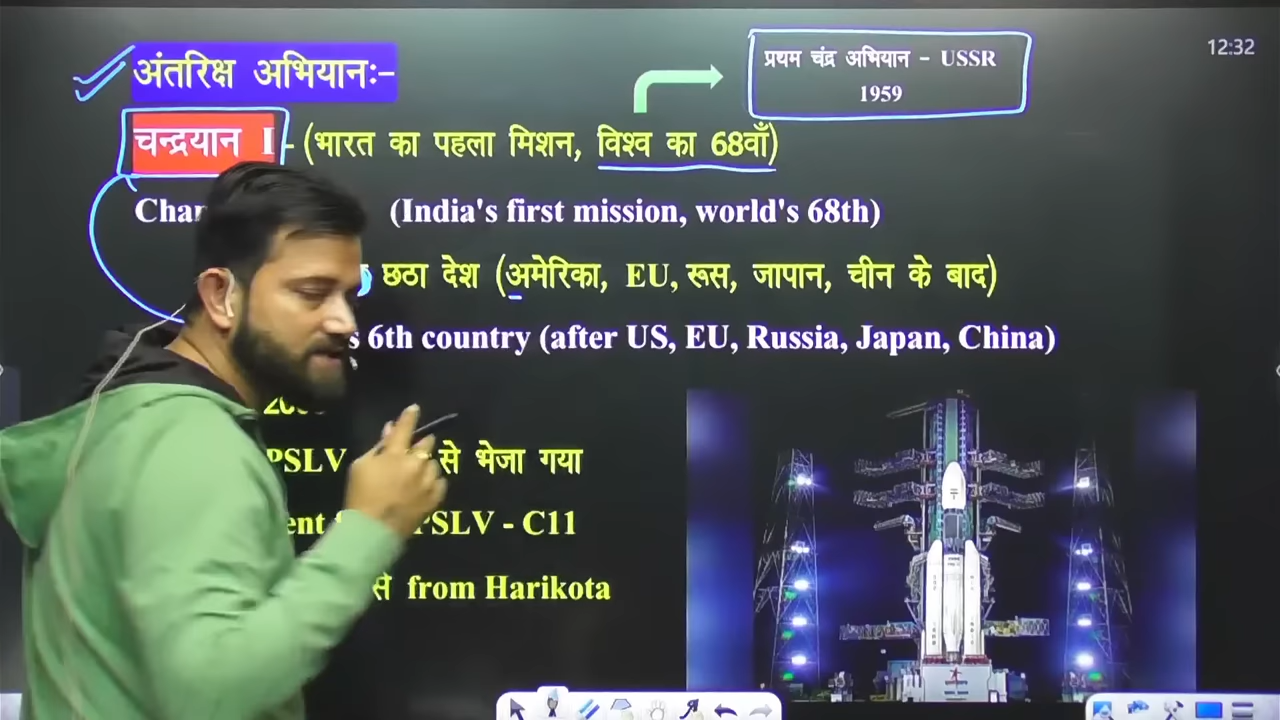 12:32
अंतरिक्ष अभियानः-
प्रथम चंद्र अभियान - USSR
1959
चन्द्रयान I - (भारत का पहला मिशन, विश्व का 68वाँ)
(India's first mission, world's 68th)
छठा देश (अमेरिका, EU, रूस, जापान, चीन के बाद)
6th country (after US, EU, Russia, Japan, China)
PSLV से भेजा गया
PSLV - C11
से from Harikota